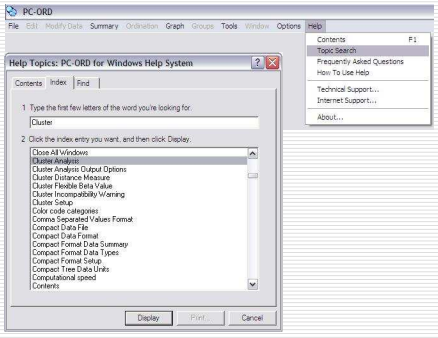 PC-ORD
File Edit Modify Data Summary Ordination Graph Groups Tools Window Options Help
Contents F1
Topic Search
Frequently Asked Questions
How To Use Help
Technical Support...
Internet Support...
About...
Help Topics: PC-ORD for Windows Help System
Contents Index Find
1 Type the first few letters of the word you're looking for.
Cluster
2 Click the index entry you want, and then click Display.
Close All Windows
Cluster Analysis
Cluster Analysis Output Options
Cluster Distance Measure
Cluster Flexible Beta Value
Cluster Incompatibility Warning
Cluster Setup
Color code categories
Comma Separated Values Format
Compact Data File
Compact Data Format
Compact Format Data Summary
Compact Format Data Types
Compact Format Setup
Compact Tree Data Units
Computational speed
Contents
Display Print... Cancel